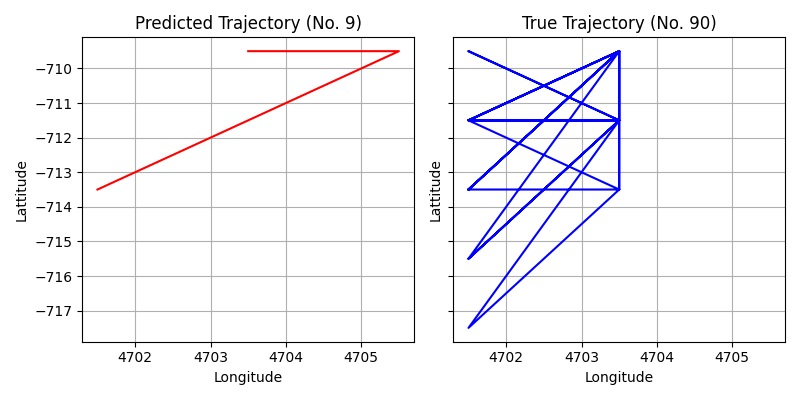 Predicted Trajectory (No. 9)
True Trajectory (No. 90)
−710
−711
−712
−713
−714
−715
−716
−717
Lattitude
Lattitude
4702
4703
4704
4705
4702
4703
4704
4705
Longitude
Longitude